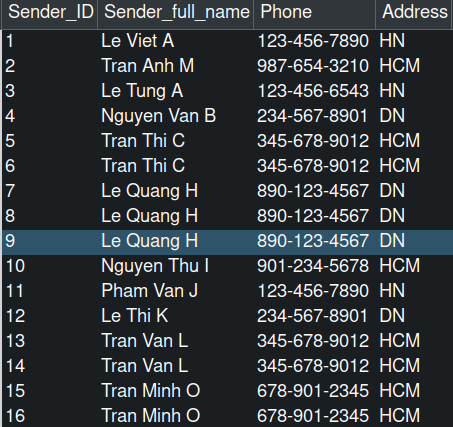 Sender_ID Sender_full_name Phone Address
1 Le Viet A 123-456-7890 HN
2 Tran Anh M 987-654-3210 HCM
3 Le Tung A 123-456-6543 HN
4 Nguyen Van B 234-567-8901 DN
5 Tran Thi C 345-678-9012 HCM
6 Tran Thi C 345-678-9012 HCM
7 Le Quang H 890-123-4567 DN
8 Le Quang H 890-123-4567 DN
9 Le Quang H 890-123-4567 DN
10 Nguyen Thu I 901-234-5678 HCM
11 Pham Van J 123-456-7890 HN
12 Le Thi K 234-567-8901 DN
13 Tran Van L 345-678-9012 HCM
14 Tran Van L 345-678-9012 HCM
15 Tran Minh O 678-901-2345 HCM
16 Tran Minh O 678-901-2345 HCM